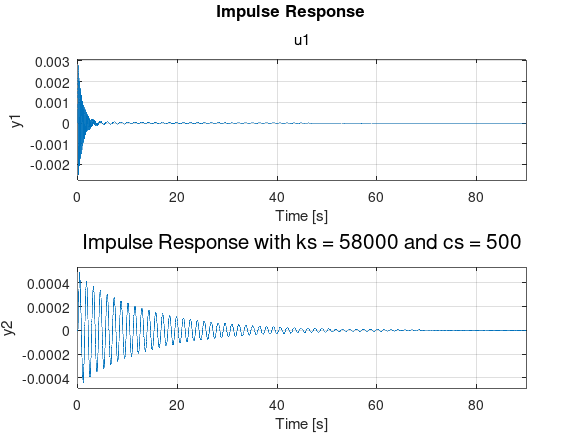 Impulse Response
u1
0.003
0.002
0.001
0
-0.001
-0.002
y1
0 20 40 60 80
Time [s]
Impulse Response with ks = 58000 and cs = 500
0.0004
0.0002
0
-0.0002
-0.0004
y2
0 20 40 60 80
Time [s]